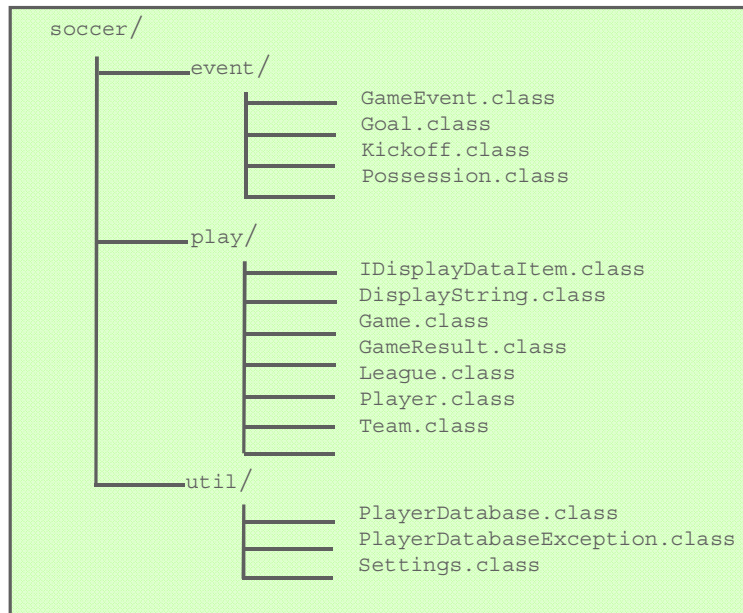 soccer/
event/
GameEvent.class
Goal.class
Kickoff.class
Possession.class
play/
IDisplayDataItem.class
DisplayString.class
Game.class
GameResult.class
League.class
Player.class
Team.class
util/
PlayerDatabase.class
PlayerDatabaseException.class
Settings.class